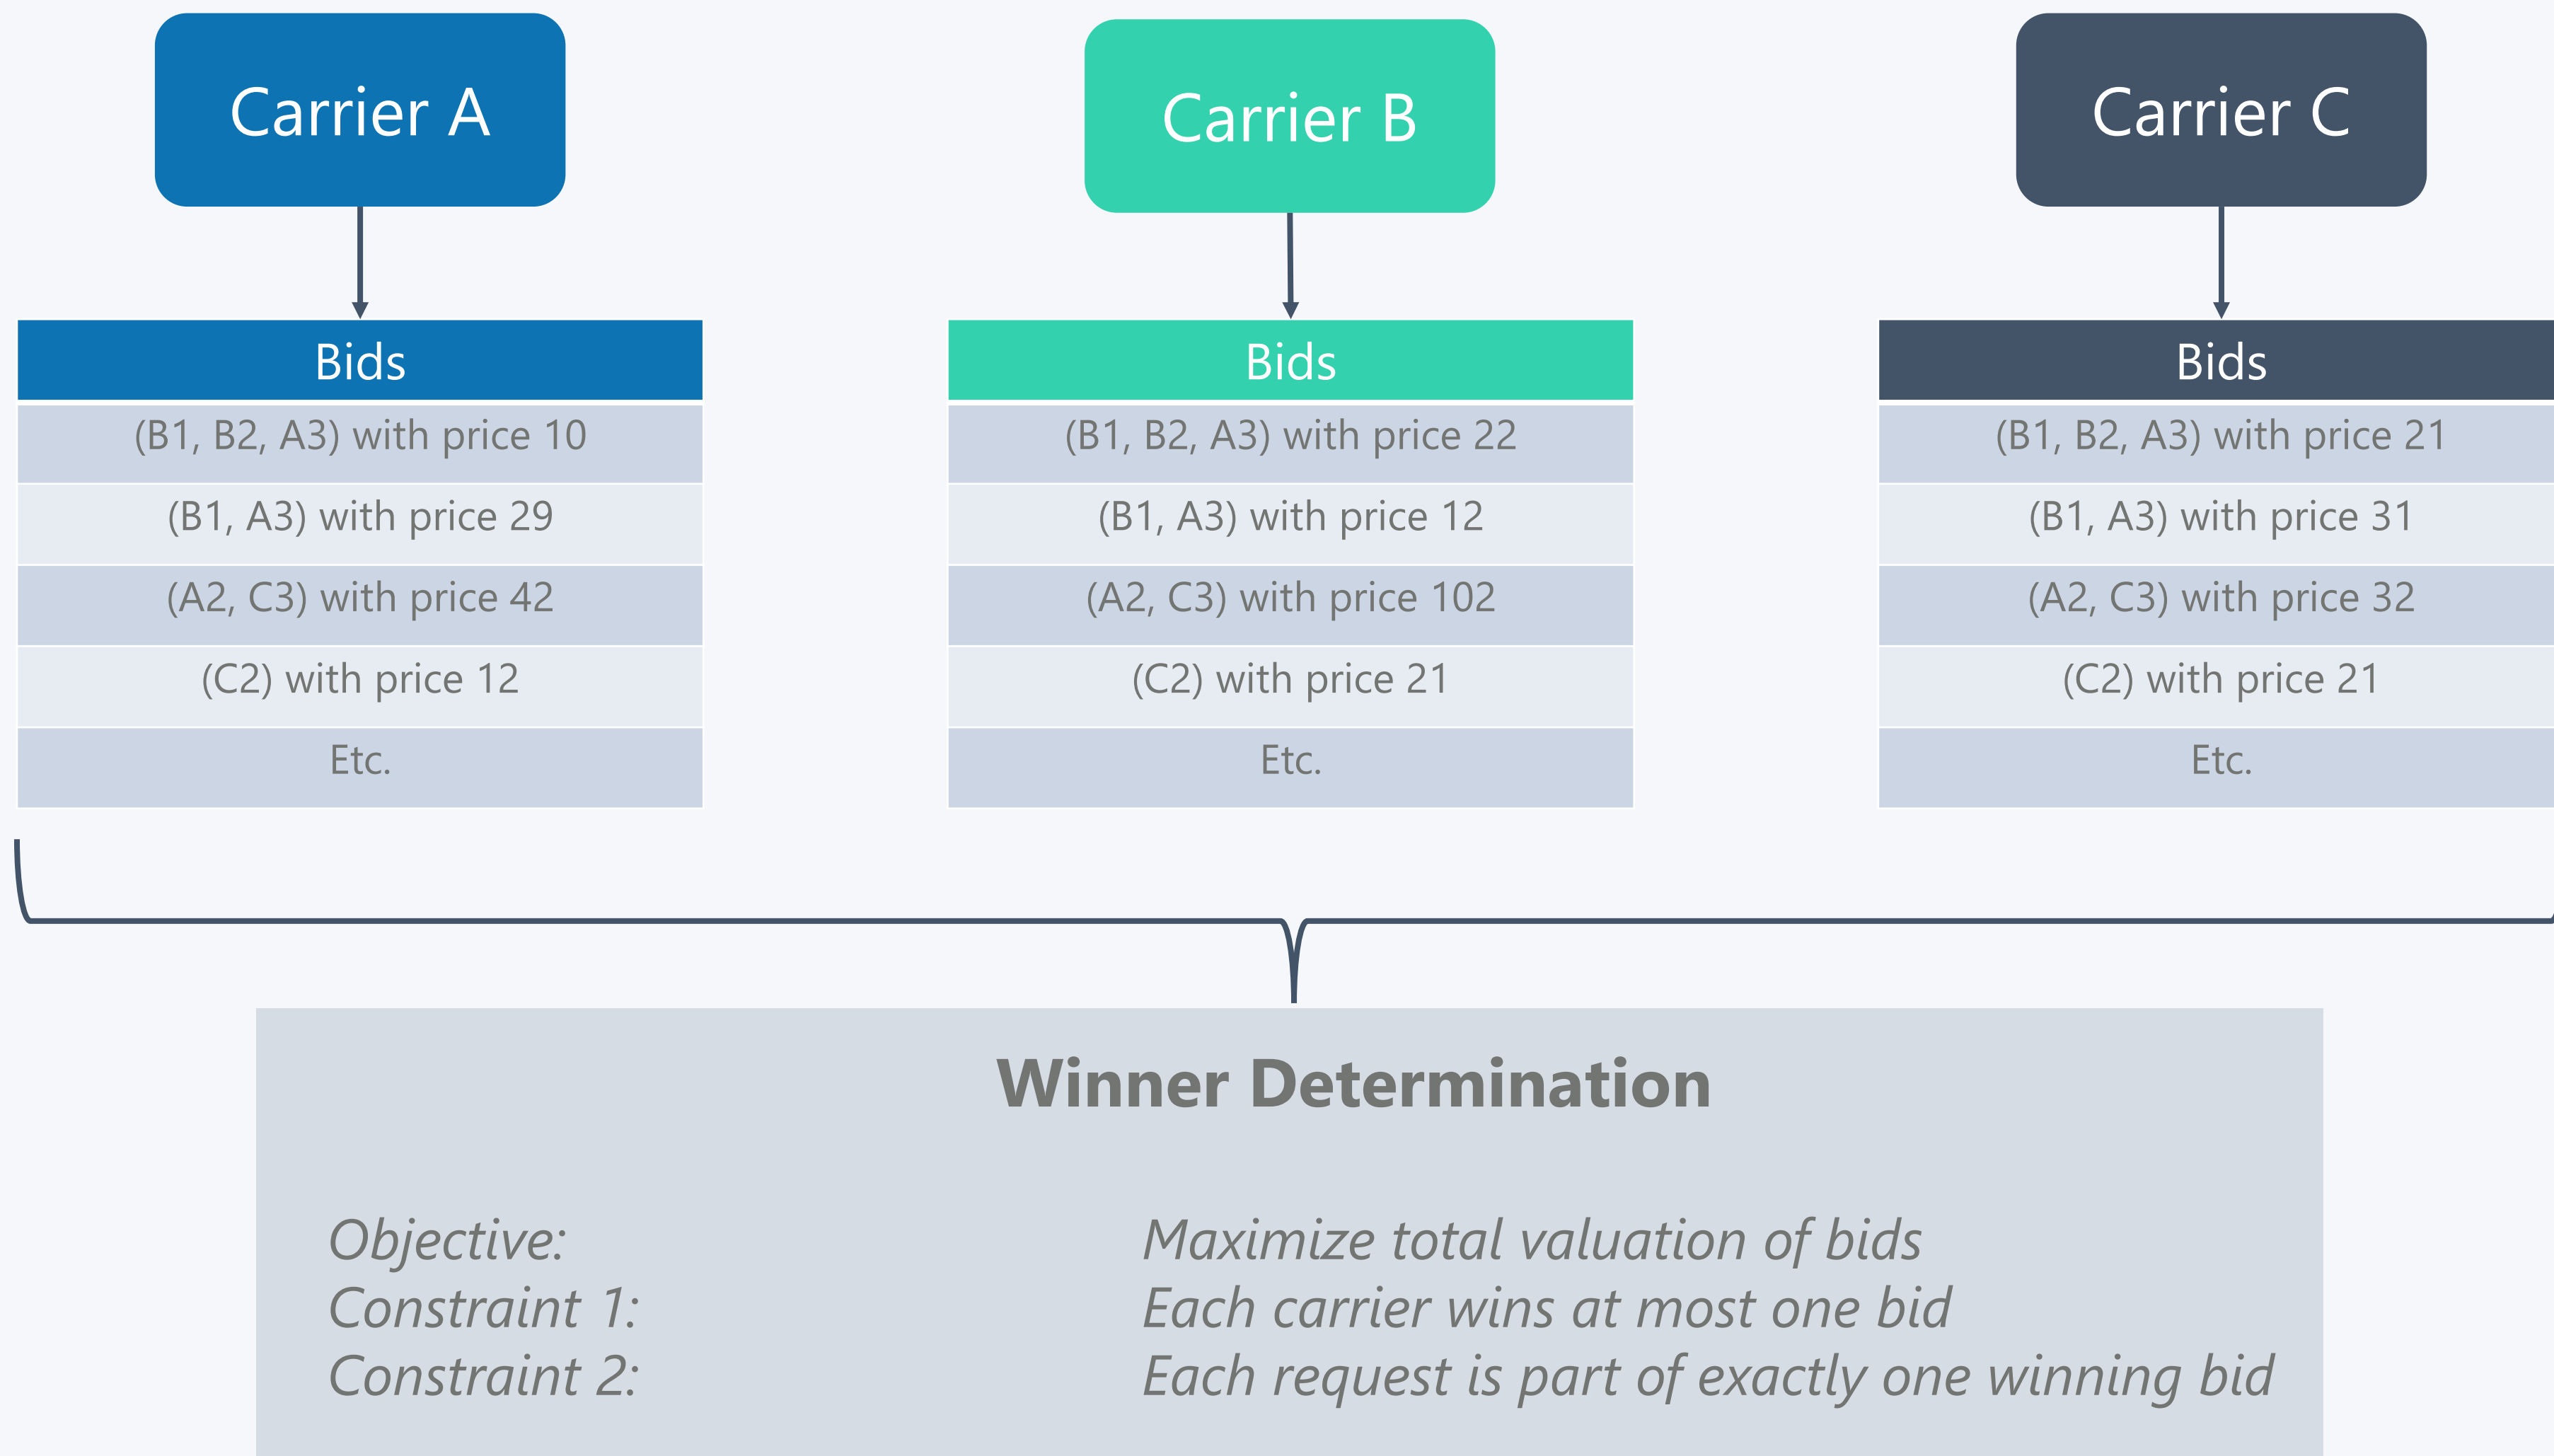 Carrier A
Carrier B
Carrier C
Bids
(B1, B2, A3) with price 10
(B1, A3) with price 29
(A2, C3) with price 42
(C2) with price 12
Etc.
Bids
(B1, B2, A3) with price 22
(B1, A3) with price 12
(A2, C3) with price 102
(C2) with price 21
Etc.
Bids
(B1, B2, A3) with price 21
(B1, A3) with price 31
(A2, C3) with price 32
(C2) with price 21
Etc.
Winner Determination
Objective: Maximize total valuation of bids
Constraint 1: Each carrier wins at most one bid
Constraint 2: Each request is part of exactly one winning bid